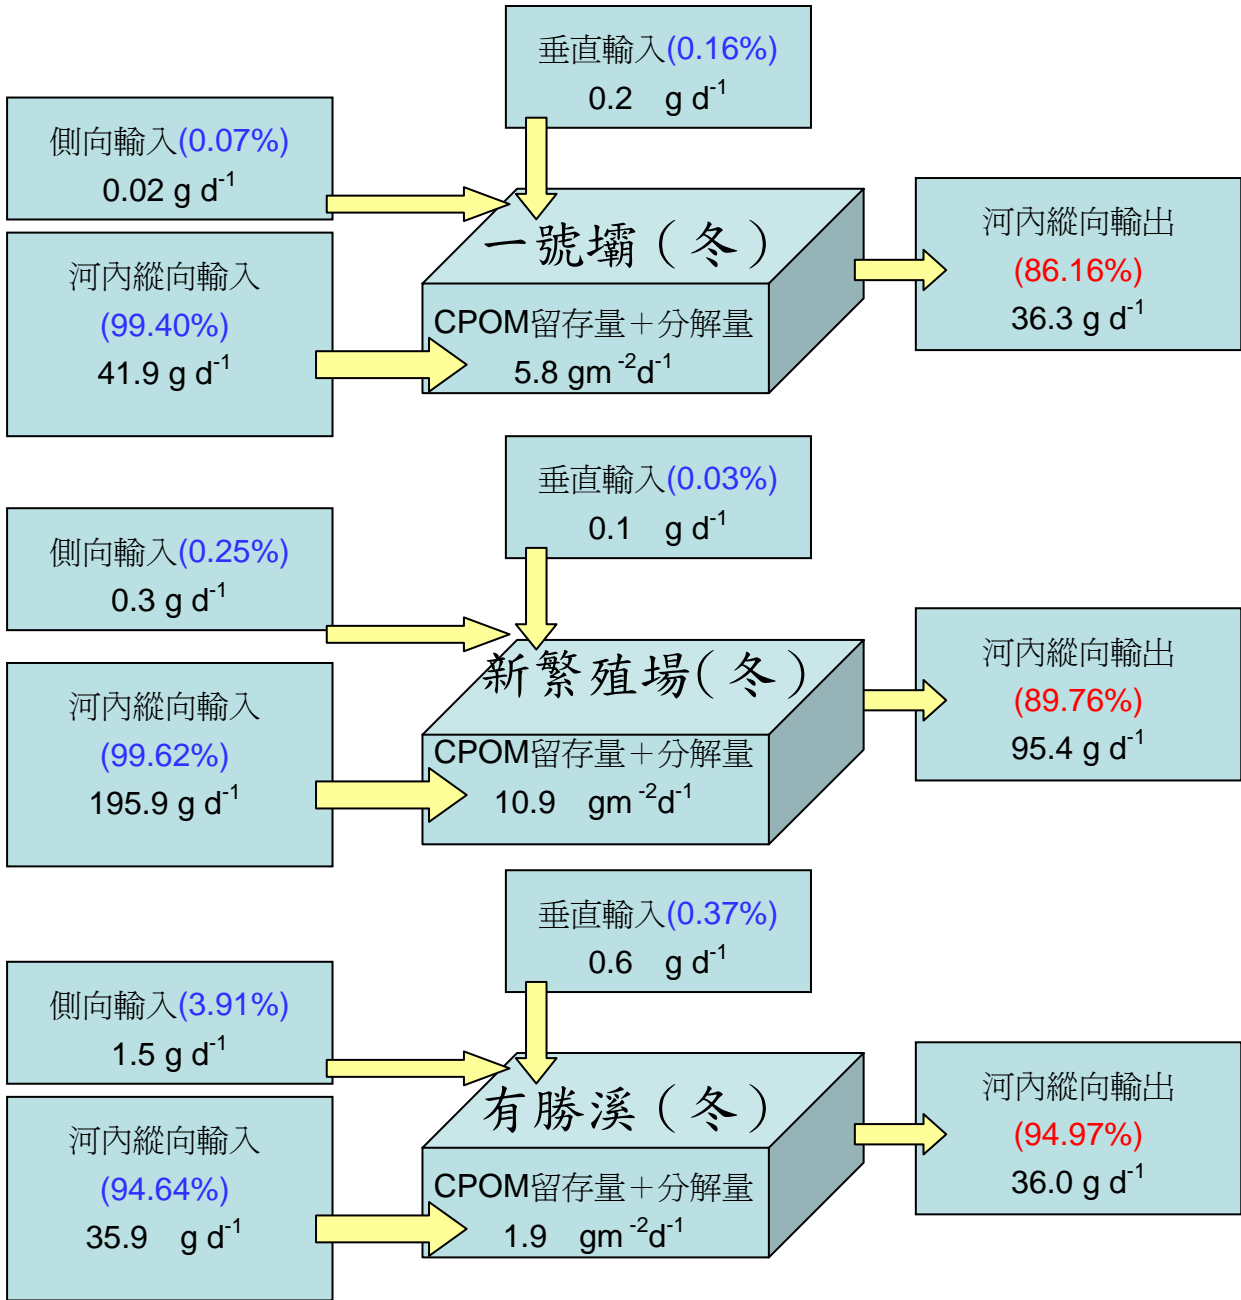 垂直輸入(0.16%)
0.2 g d⁻¹
側向輸入(0.07%)
0.02 g d⁻¹
河內縱向輸入
(99.40%)
41.9 g d⁻¹
一號壩（冬）
CPOM留存量＋分解量
5.8 gm⁻²d⁻¹
河內縱向輸出
(86.16%)
36.3 g d⁻¹
垂直輸入(0.03%)
0.1 g d⁻¹
側向輸入(0.25%)
0.3 g d⁻¹
河內縱向輸入
(99.62%)
195.9 g d⁻¹
新繁殖場(冬)
CPOM留存量＋分解量
10.9 gm⁻²d⁻¹
河內縱向輸出
(89.76%)
95.4 g d⁻¹
垂直輸入(0.37%)
0.6 g d⁻¹
側向輸入(3.91%)
1.5 g d⁻¹
河內縱向輸入
(94.64%)
35.9 g d⁻¹
有勝溪（冬）
CPOM留存量＋分解量
1.9 gm⁻²d⁻¹
河內縱向輸出
(94.97%)
36.0 g d⁻¹